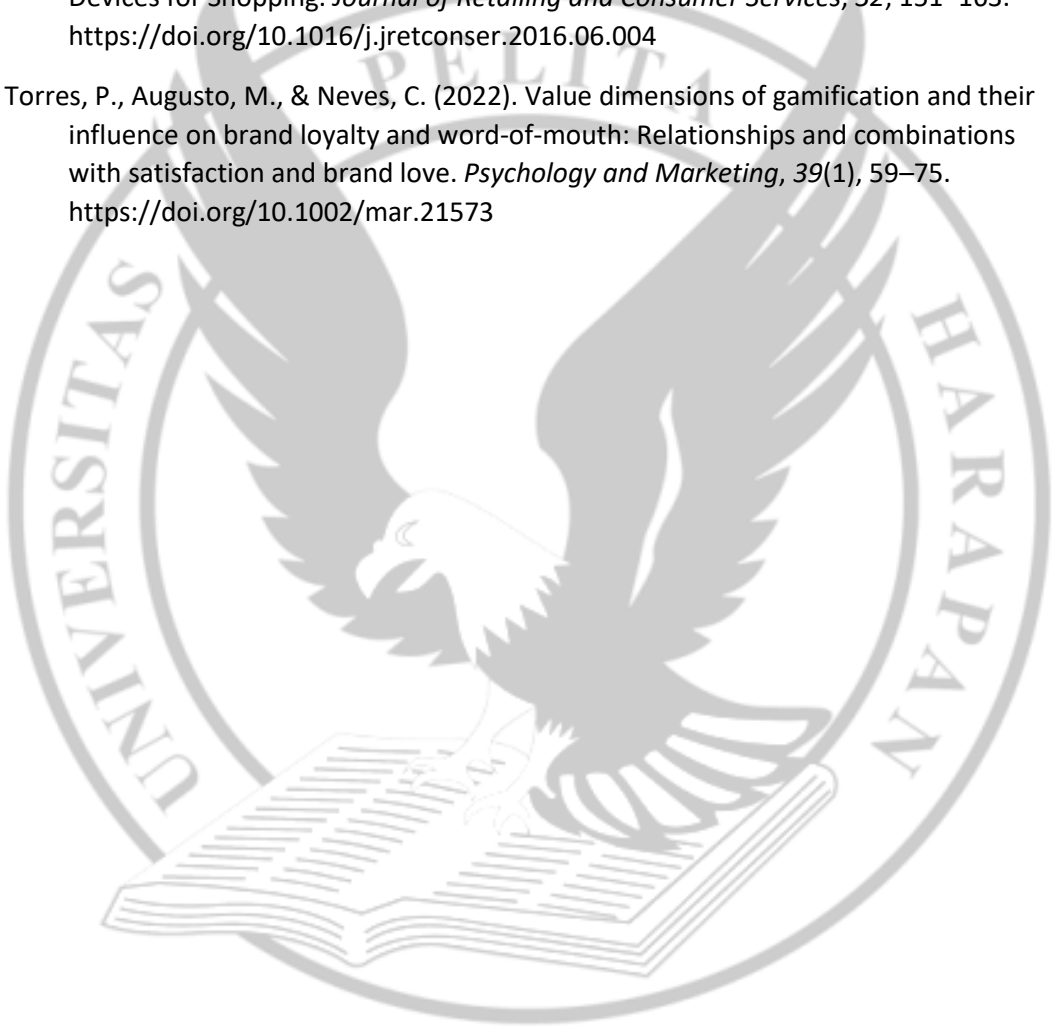 Devices for Shopping. Journal of Retailing and Consumer Services, 32, 151–163.
https://doi.org/10.1016/j.jretconser.2016.06.004
Torres, P., Augusto, M., & Neves, C. (2022). Value dimensions of gamification and their
influence on brand loyalty and word-of-mouth: Relationships and combinations
with satisfaction and brand love. Psychology and Marketing, 39(1), 59–75.
https://doi.org/10.1002/mar.21573
UNIVERSITAS PELITA HARAPAN